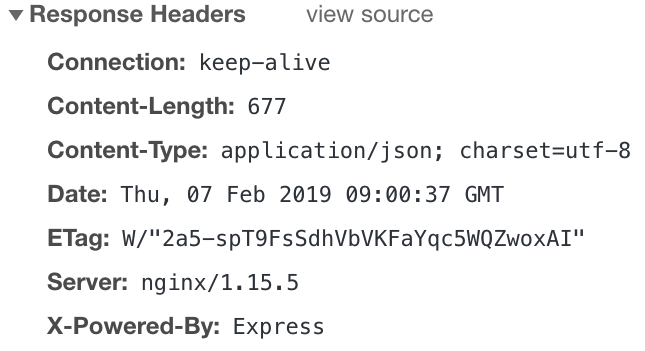 ▼ Response Headers view source
Connection: keep-alive
Content-Length: 677
Content-Type: application/json; charset=utf-8
Date: Thu, 07 Feb 2019 09:00:37 GMT
ETag: W/"2a5-spT9FsSdhVbVKFaYqc5WQZwoxAI"
Server: nginx/1.15.5
X-Powered-By: Express